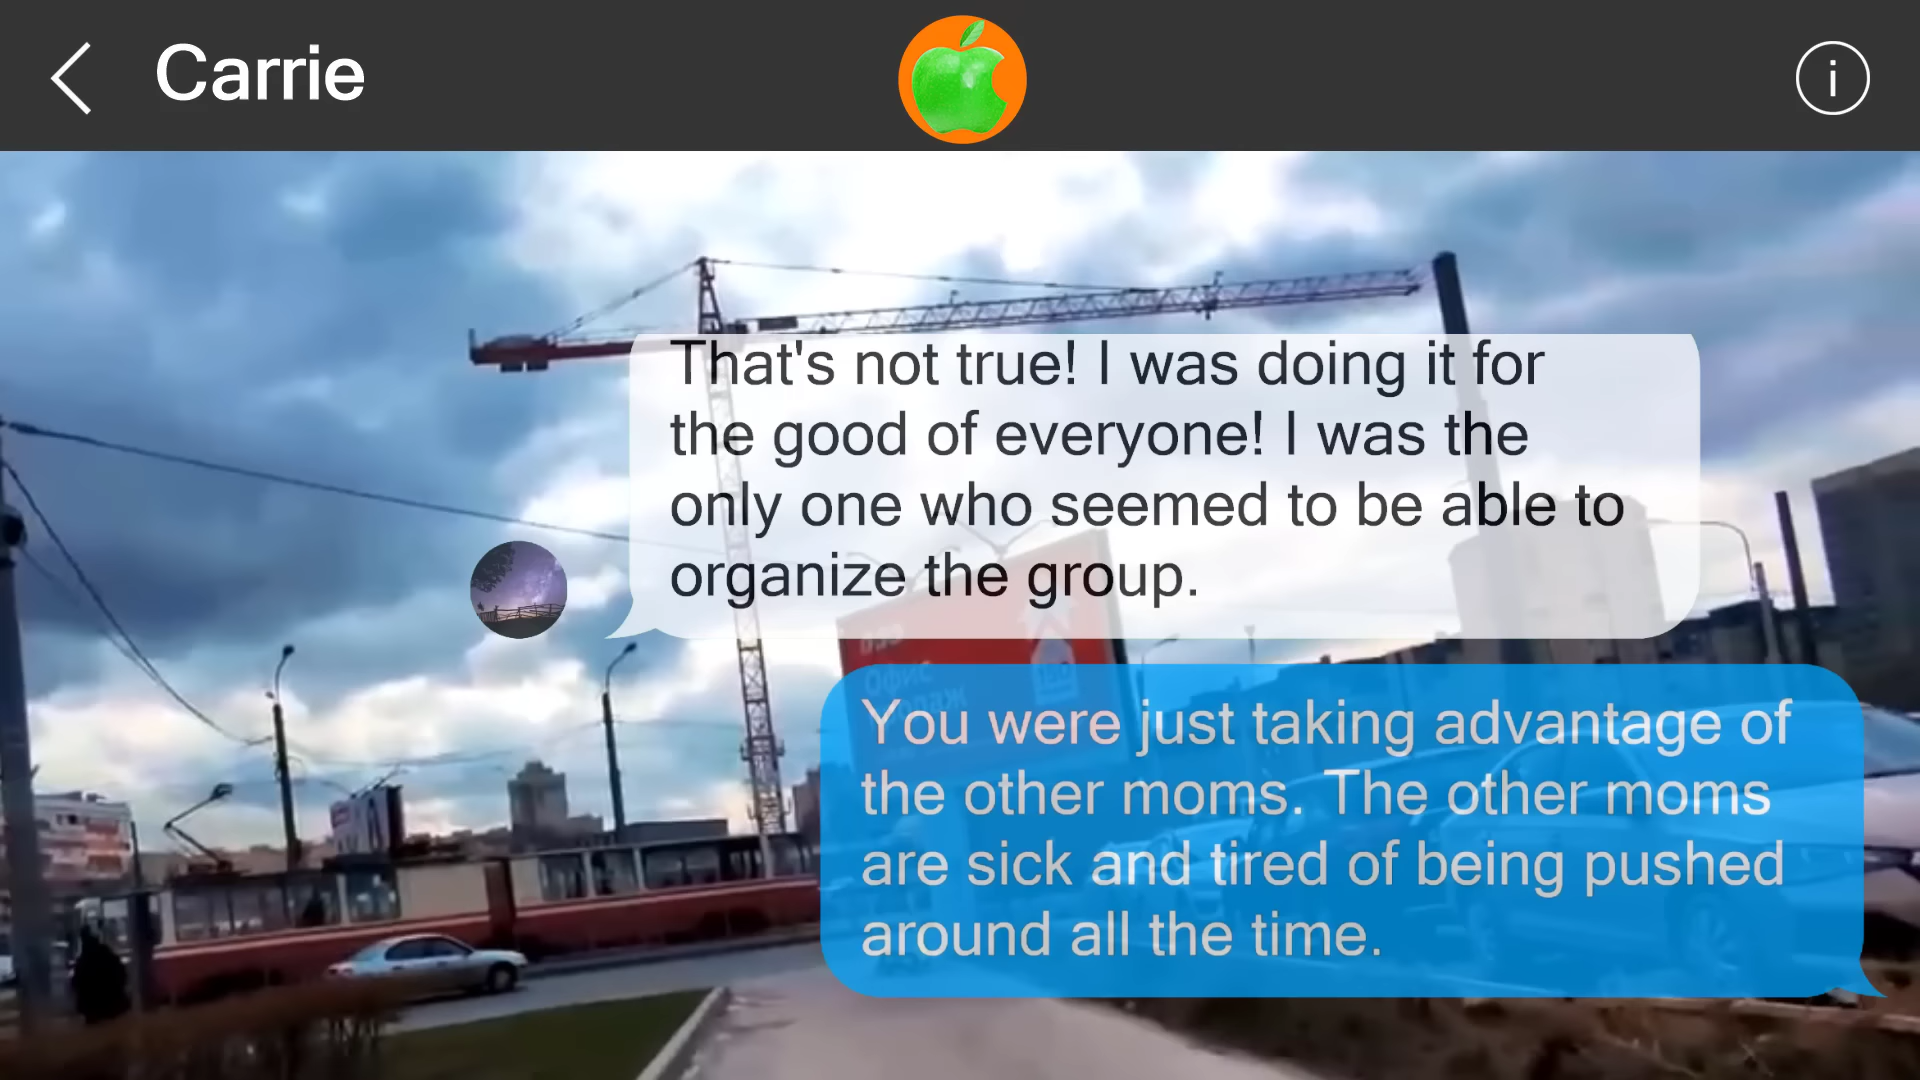 Carrie
i
That's not true! I was doing it for
the good of everyone! I was the
only one who seemed to be able to
organize the group.
Офис
You were just taking advantage of
the other moms. The other moms
are sick and tired of being pushed
around all the time.